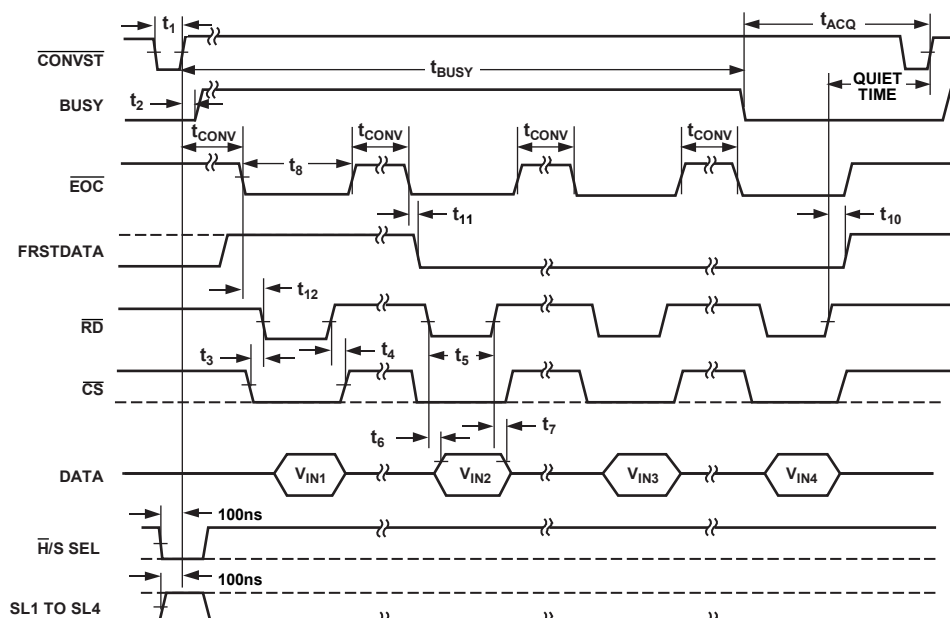 t1
tACQ
CONVST
tBUSY
QUIET
TIME
BUSY
t2
tCONV
tCONV
tCONV
tCONV
t8
EOC
t11
t10
FRSTDATA
t12
RD
t3
t4
t5
CS
t6
t7
DATA
VIN1
VIN2
VIN3
VIN4
100ns
H̅/S SEL
100ns
SL1 TO SL4